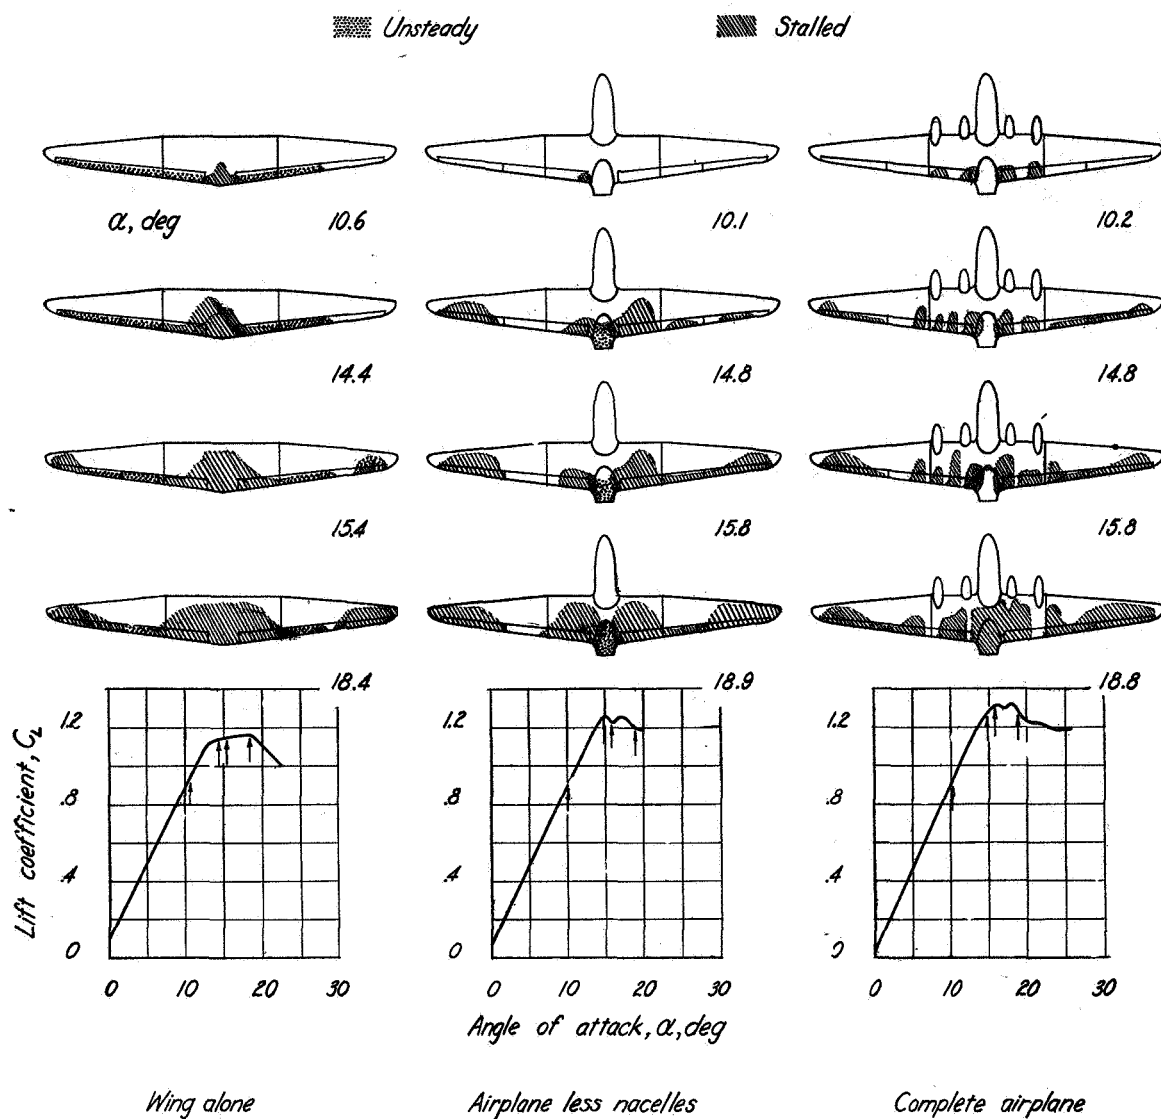 Unsteady Stalled
α, deg 10.6 10.1 10.2
14.4 14.8 14.8
15.4 15.8 15.8
18.4 18.9 18.8
Lift coefficient, C_L
1.2 1.2 1.2
.8 .8 .8
.4 .4 .4
0 0 0
0 10 20 30 0 10 20 30 0 10 20 30
Angle of attack, α, deg
Wing alone Airplane less nacelles Complete airplane